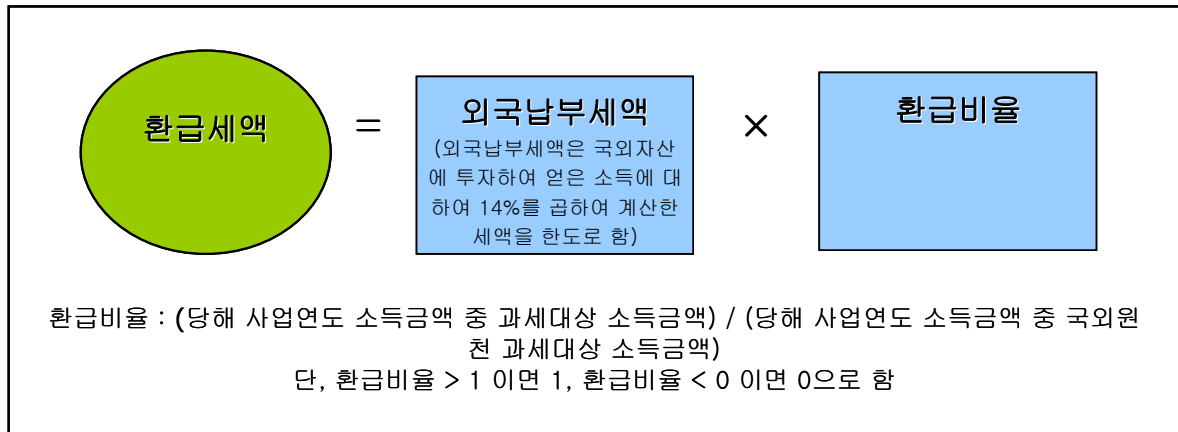 환급세액
=
외국납부세액
(외국납부세액은 국외자산
에 투자하여 얻은 소득에 대
하여 14%를 곱하여 계산한
세액을 한도로 함)
×
환급비율
환급비율 : (당해 사업연도 소득금액 중 과세대상 소득금액) / (당해 사업연도 소득금액 중 국외원
천 과세대상 소득금액)
단, 환급비율 > 1 이면 1, 환급비율 < 0 이면 0으로 함